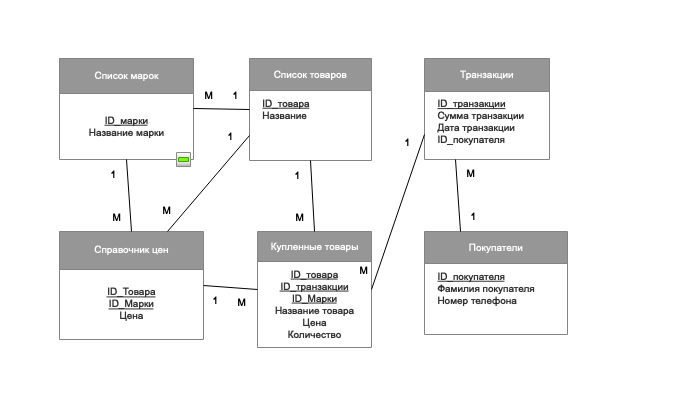 Список марок
ID_марки
Название марки
М
1
Список товаров
ID_товара
Название
Транзакции
ID_транзакции
Сумма транзакции
Дата транзакции
ID_покупателя
1
1
1
1
М
М
М
М
1
Справочник цен
ID_Товара
ID_Марки
Цена
1
М
Купленные товары
ID_товара
М
ID_транзакции
ID_Марки
Название товара
Цена
Количество
Покупатели
ID_покупателя
Фамилия покупателя
Номер телефона